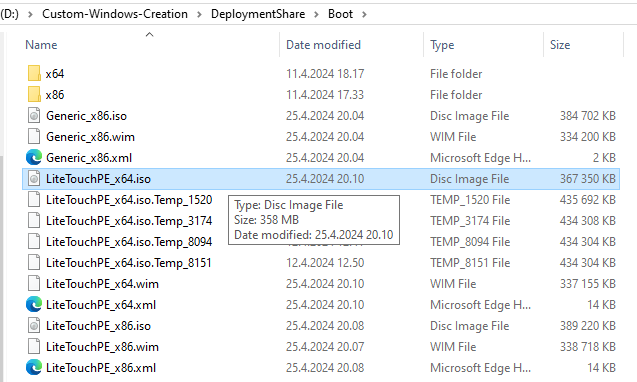 (D:) > Custom-Windows-Creation > DeploymentShare > Boot >
Name Date modified Type Size
x64 11.4.2024 18.17 File folder
x86 11.4.2024 17.33 File folder
Generic_x86.iso 25.4.2024 20.04 Disc Image File 384 702 KB
Generic_x86.wim 25.4.2024 20.04 WIM File 334 200 KB
Generic_x86.xml 25.4.2024 20.04 Microsoft Edge H... 2 KB
LiteTouchPE_x64.iso 25.4.2024 20.10 Disc Image File 367 350 KB
LiteTouchPE_x64.iso.Temp_1520 TEMP_1520 File 435 692 KB
LiteTouchPE_x64.iso.Temp_3174 TEMP_3174 File 434 308 KB
LiteTouchPE_x64.iso.Temp_8094 TEMP_8094 File 434 304 KB
LiteTouchPE_x64.iso.Temp_8151 12.4.2024 12.50 TEMP_8151 File 434 304 KB
LiteTouchPE_x64.wim 25.4.2024 20.10 WIM File 337 155 KB
LiteTouchPE_x64.xml 25.4.2024 20.10 Microsoft Edge H... 14 KB
LiteTouchPE_x86.iso 25.4.2024 20.08 Disc Image File 389 220 KB
LiteTouchPE_x86.wim 25.4.2024 20.07 WIM File 338 718 KB
LiteTouchPE_x86.xml 25.4.2024 20.08 Microsoft Edge H... 14 KB
Type: Disc Image File
Size: 358 MB
Date modified: 25.4.2024 20.10